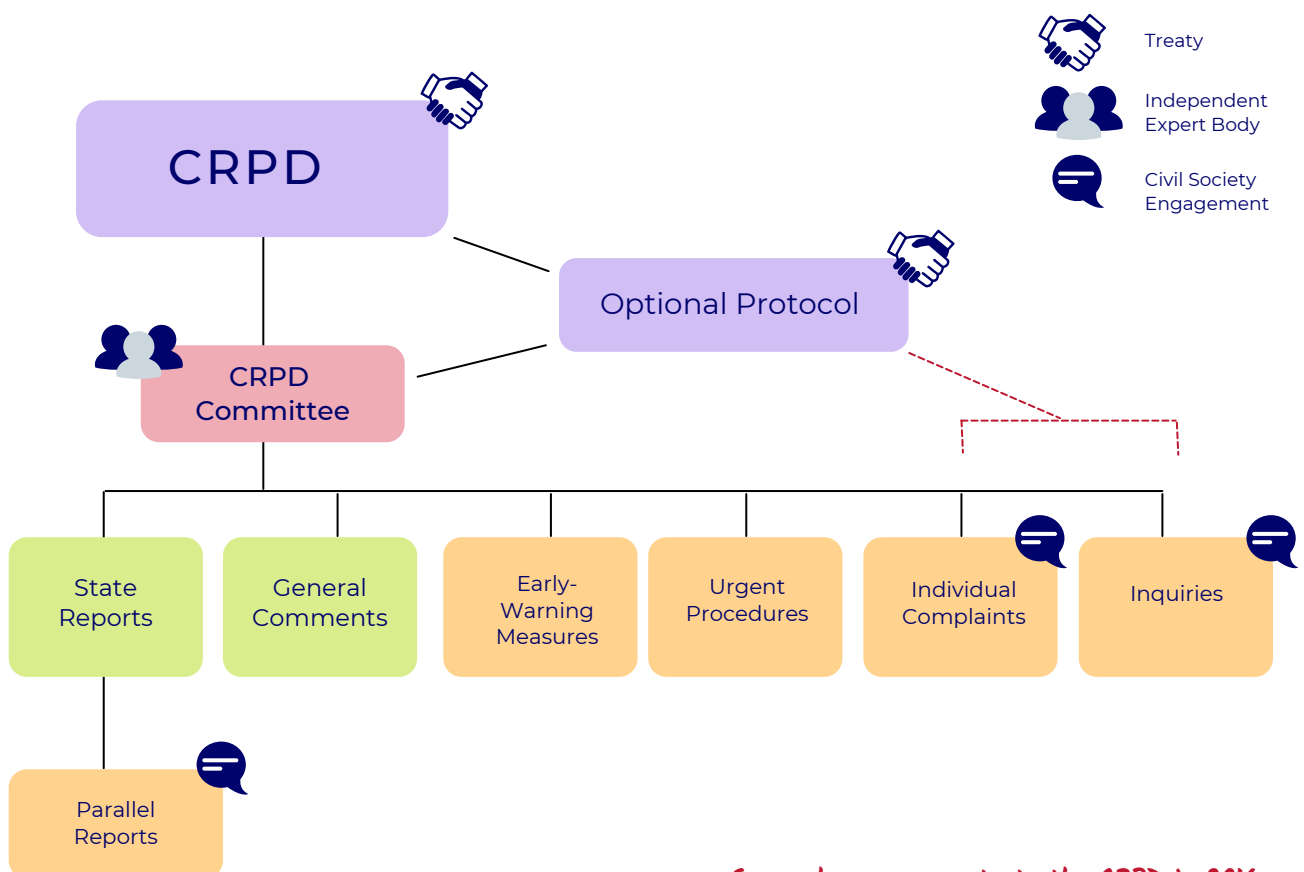 Treaty
Independent
Expert Body
Civil Society
Engagement
CRPD
Optional Protocol
CRPD
Committee
State
Reports
General
Comments
Early-
Warning
Measures
Urgent
Procedures
Individual
Complaints
Inquiries
Parallel
Reports